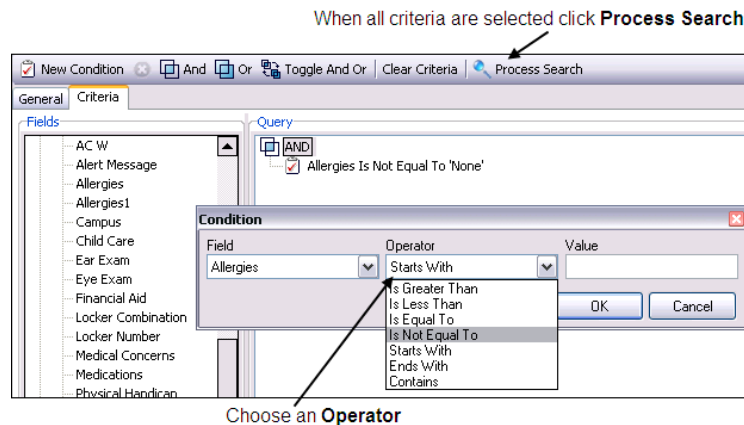 When all criteria are selected click Process Search
New Condition And Or Toggle And Or Clear Criteria Process Search
General Criteria
Fields Query
AC W
Alert Message
Allergies
Allergies1
Campus
Child Care
Ear Exam
Eye Exam
Financial Aid
Locker Combination
Locker Number
Medical Concerns
Medications
Physical Handican
AND
Allergies Is Not Equal To 'None'
Condition
Field Operator Value
Allergies Starts With
Is Greater Than
Is Less Than
Is Equal To
Is Not Equal To
Starts With
Ends With
Contains
OK Cancel
Choose an Operator